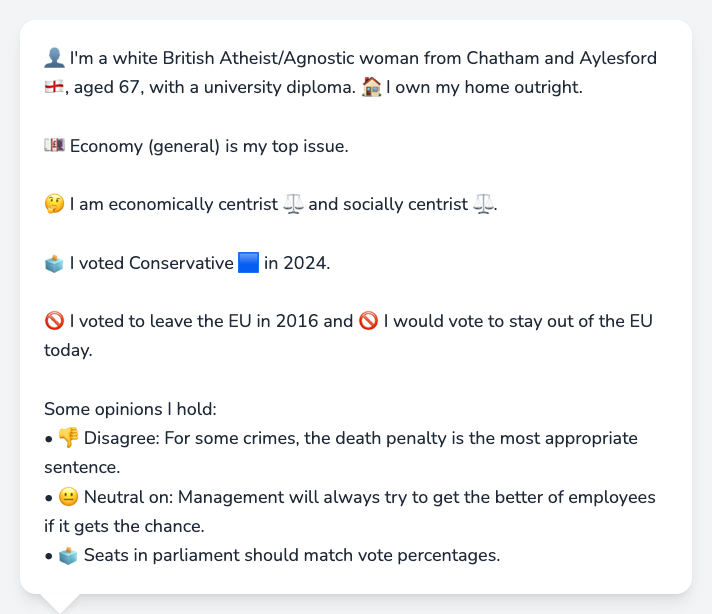 👤 I'm a white British Atheist/Agnostic woman from Chatham and Aylesford
🏴󠁧󠁢󠁥󠁮󠁧󠁿, aged 67, with a university diploma. 🏠 I own my home outright.
💷 Economy (general) is my top issue.
🤔 I am economically centrist ⚖️ and socially centrist ⚖️.
🗳️ I voted Conservative 🟦 in 2024.
🚫 I voted to leave the EU in 2016 and 🚫 I would vote to stay out of the EU
today.
Some opinions I hold:
• 👎 Disagree: For some crimes, the death penalty is the most appropriate
sentence.
• 😐 Neutral on: Management will always try to get the better of employees
if it gets the chance.
• 🗳️ Seats in parliament should match vote percentages.